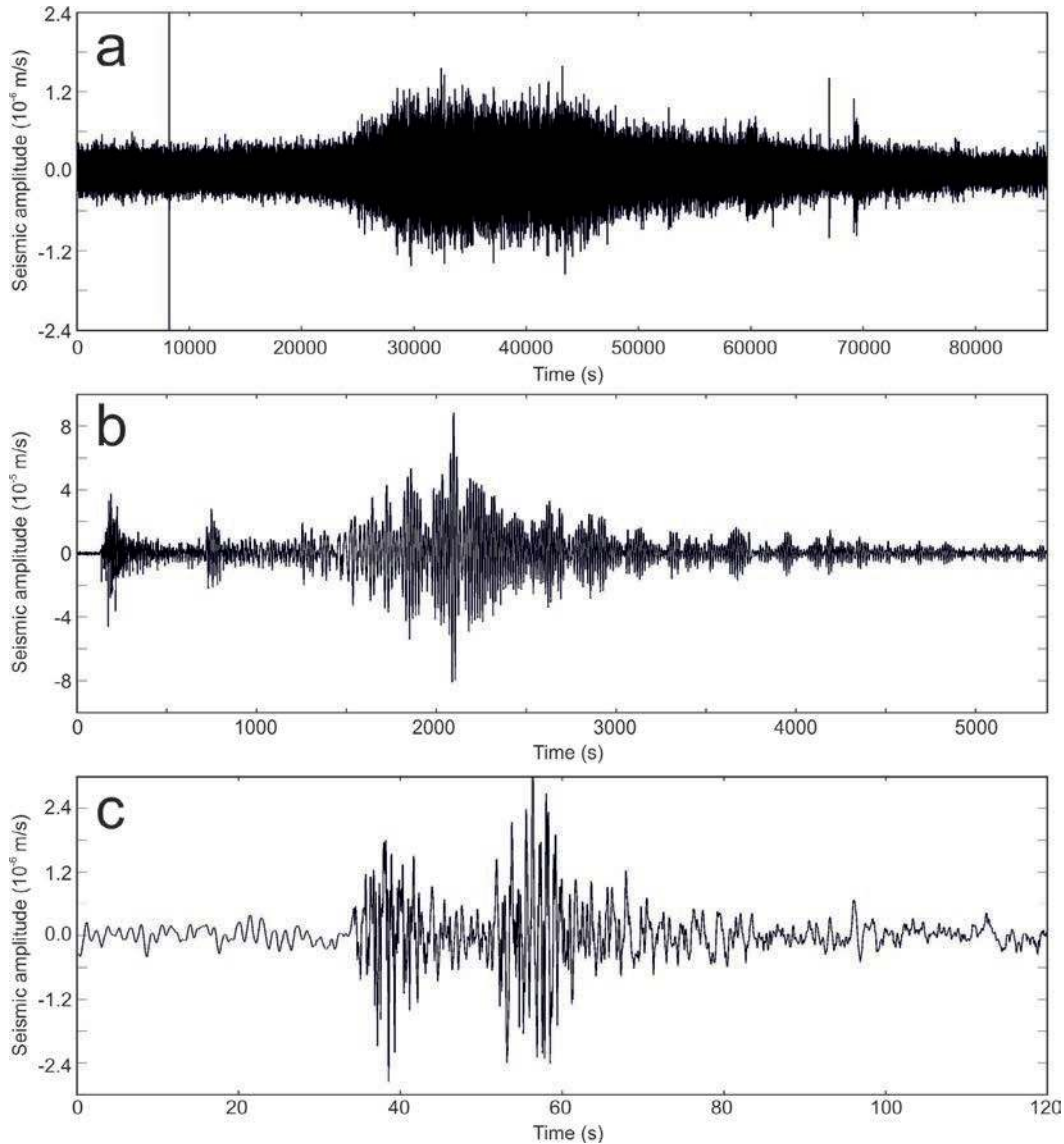 a
Seismic amplitude (10⁻⁶ m/s)
2.4
1.2
0.0
-1.2
-2.4
0 10000 20000 30000 40000 50000 60000 70000 80000
Time (s)
b
Seismic amplitude (10⁻⁵ m/s)
8
4
0
-4
-8
0 1000 2000 3000 4000 5000
Time (s)
c
Seismic amplitude (10⁻⁶ m/s)
2.4
1.2
0.0
-1.2
-2.4
0 20 40 60 80 100 120
Time (s)